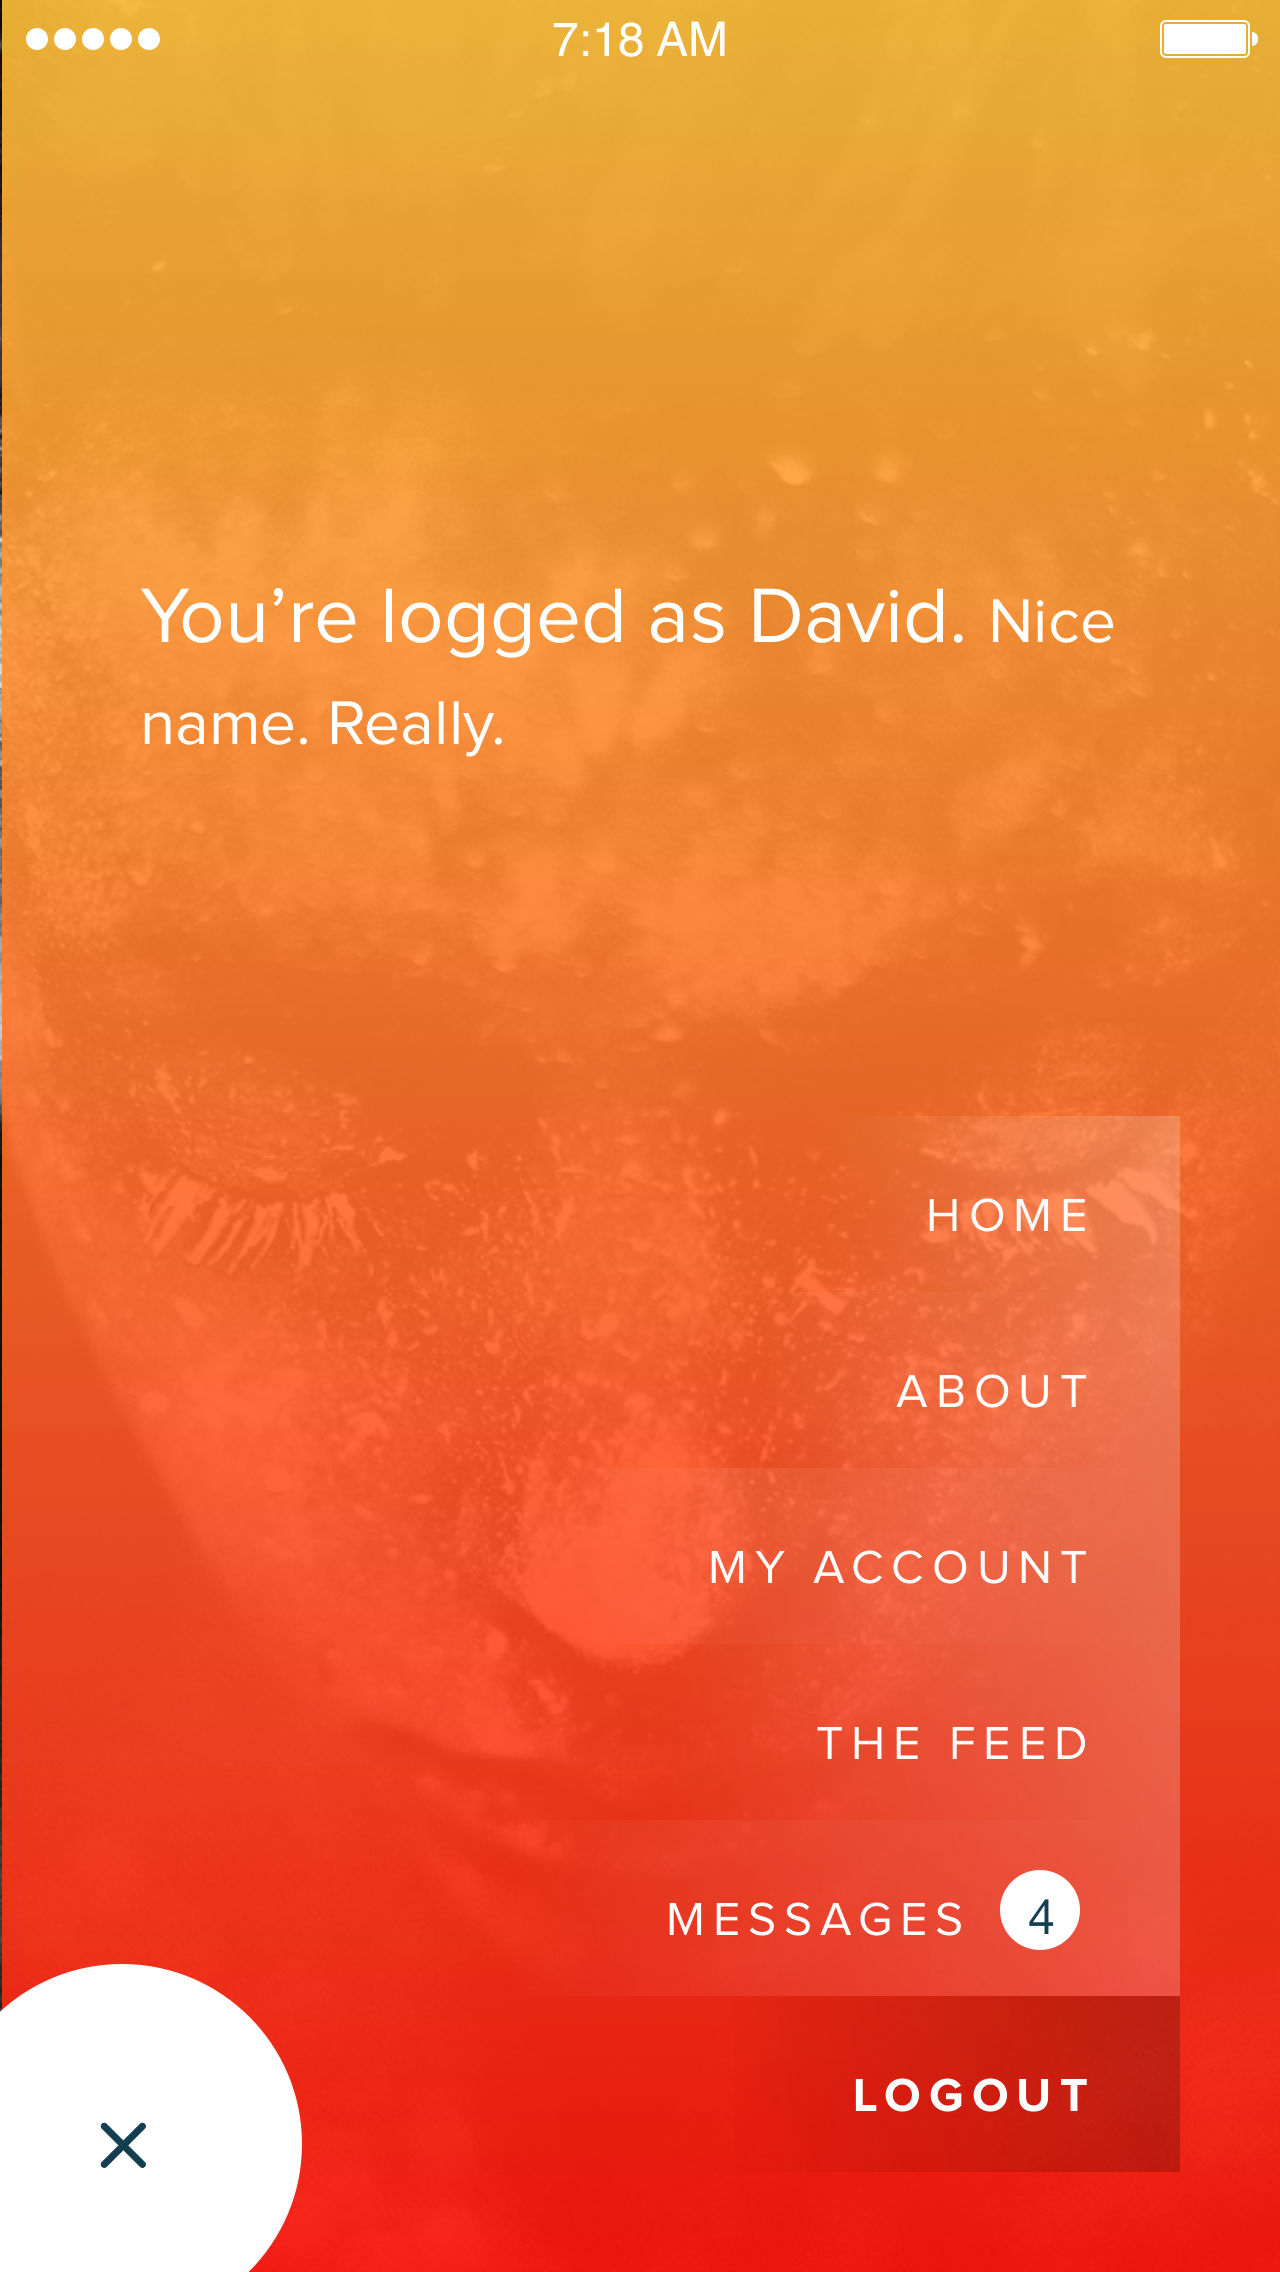 7:18 AM
You’re logged as David. Nice
name. Really.
HOME
ABOUT
MY ACCOUNT
THE FEED
MESSAGES 4
LOGOUT